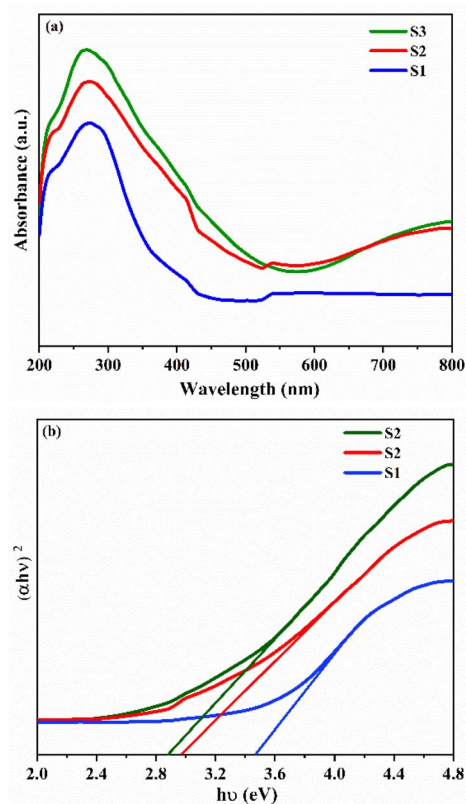 (a)
S3
S2
S1
Absorbance (a.u.)
200 300 400 500 600 700 800
Wavelength (nm)
(b)
S2
S2
S1
(αhν) 2
2.0 2.4 2.8 3.2 3.6 4.0 4.4 4.8
hυ (eV)